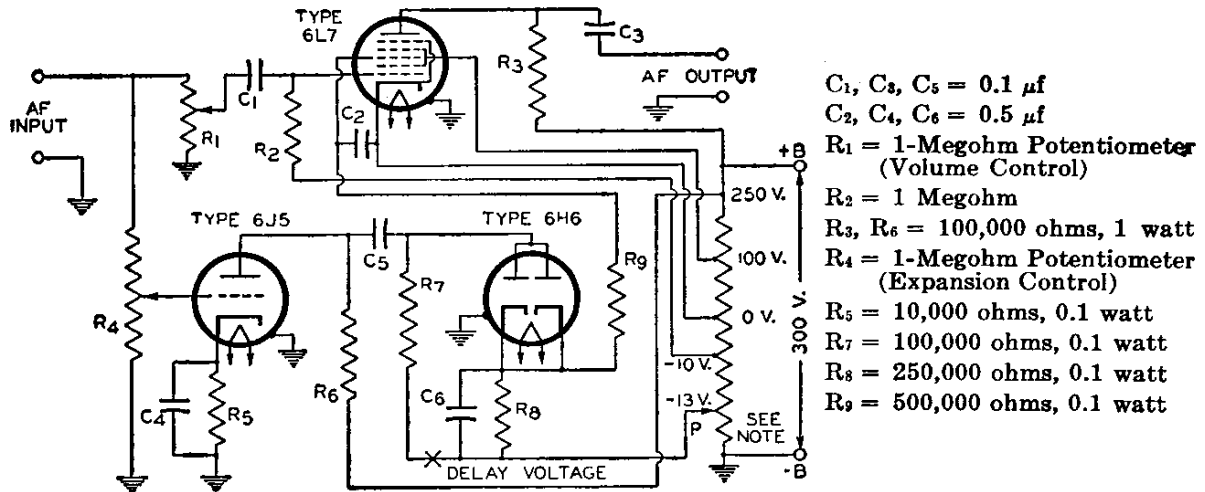 TYPE
6L7
AF
INPUT
R1
C1
R2
C2
R3
C3
AF OUTPUT
+B
250 V.
100 V.
0 V.
-10 V.
-13 V.
P
300 V.
SEE
NOTE
-B
TYPE 6J5
TYPE 6H6
C5
R7
R9
R4
R6
C6
R8
C4
R5
DELAY VOLTAGE
C₁, C₃, C₅ = 0.1 μf
C₂, C₄, C₆ = 0.5 μf
R₁ = 1-Megohm Potentiometer
(Volume Control)
R₂ = 1 Megohm
R₃, R₆ = 100,000 ohms, 1 watt
R₄ = 1-Megohm Potentiometer
(Expansion Control)
R₅ = 10,000 ohms, 0.1 watt
R₇ = 100,000 ohms, 0.1 watt
R₈ = 250,000 ohms, 0.1 watt
R₉ = 500,000 ohms, 0.1 watt